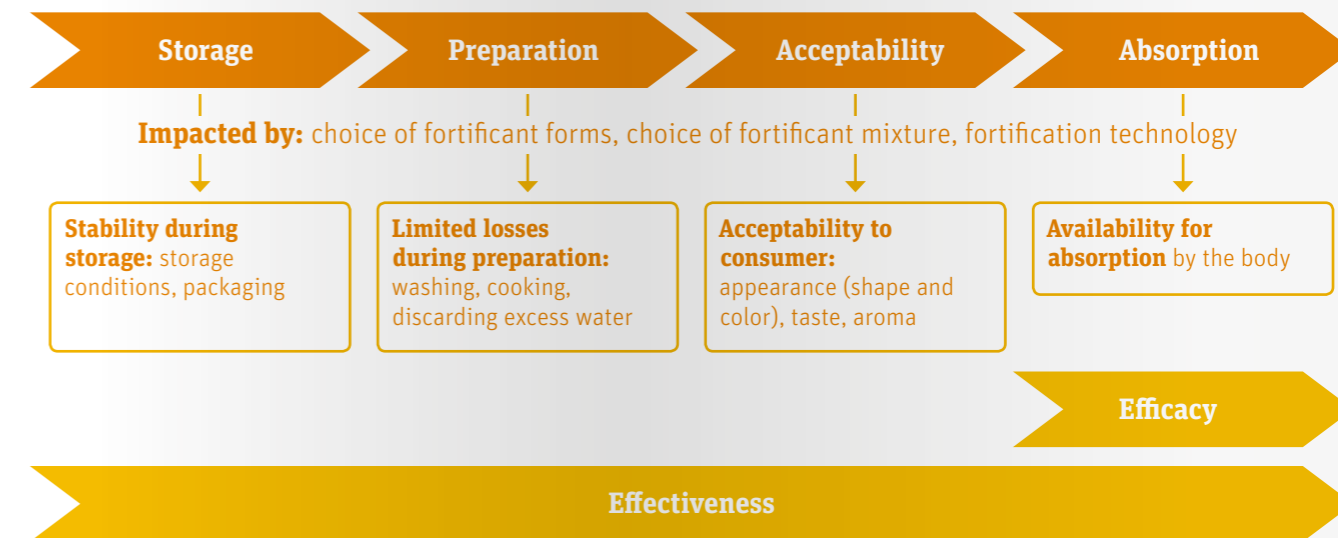 Storage
Preparation
Acceptability
Absorption
Impacted by: choice of fortificant forms, choice of fortificant mixture, fortification technology
Stability during
storage: storage
conditions, packaging
Limited losses
during preparation:
washing, cooking,
discarding excess water
Acceptability to
consumer:
appearance (shape and
color), taste, aroma
Availability for
absorption by the body
Efficacy
Effectiveness